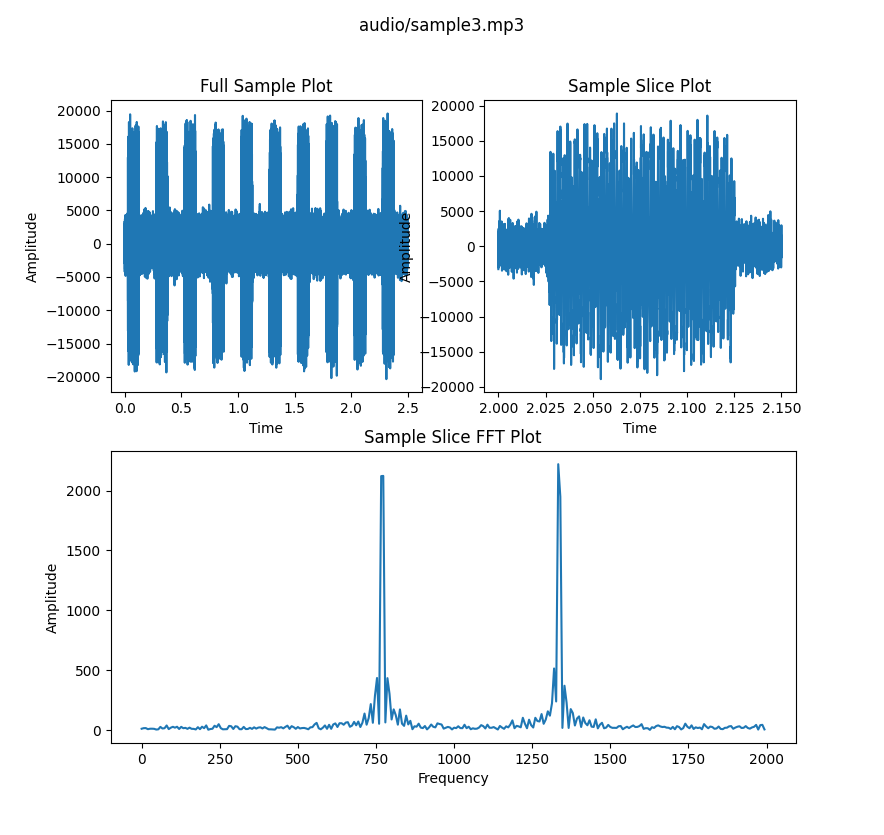 audio/sample3.mp3
Full Sample Plot
20000
15000
10000
5000
0
−5000
−10000
−15000
−20000
Amplitude
0.0 0.5 1.0 1.5 2.0 2.5
Time
Sample Slice Plot
20000
15000
10000
5000
0
−5000
−10000
−15000
−20000
Amplitude
2.000 2.025 2.050 2.075 2.100 2.125 2.150
Time
Sample Slice FFT Plot
2000
1500
1000
500
0
Amplitude
0 250 500 750 1000 1250 1500 1750 2000
Frequency